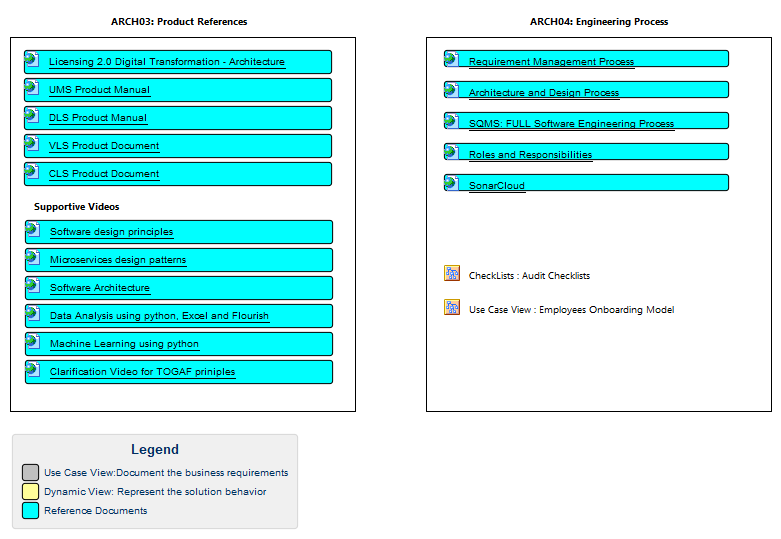 ARCH03: Product References
Licensing 2.0 Digital Transformation - Architecture
UMS Product Manual
DLS Product Manual
VLS Product Document
CLS Product Document
Supportive Videos
Software design principles
Microservices design patterns
Software Architecture
Data Analysis using python, Excel and Flourish
Machine Learning using python
Clarification Video for TOGAF priniples
ARCH04: Engineering Process
Requirement Management Process
Architecture and Design Process
SQMS: FULL Software Engineering Process
Roles and Responsibilities
SonarCloud
CheckLists : Audit Checklists
Use Case View : Employees Onboarding Model
Legend
Use Case View:Document the business requirements
Dynamic View: Represent the solution behavior
Reference Documents